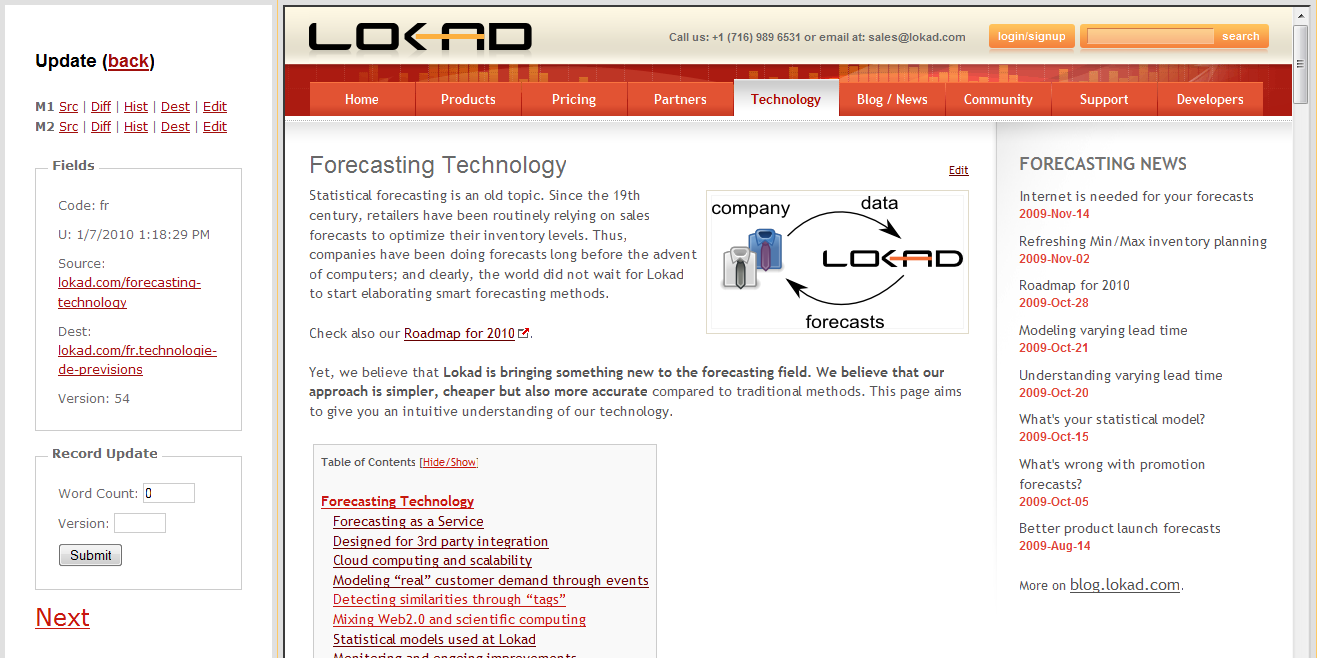 Update (back)
M1 Src | Diff | Hist | Dest | Edit
M2 Src | Diff | Hist | Dest | Edit
Fields
Code: fr
U: 1/7/2010 1:18:29 PM
Source:
lokad.com/forecasting-
technology
Dest:
lokad.com/fr.technologie-
de-previsions
Version: 54
Record Update
Word Count: 0
Version:
Submit
Next
LOKAD
Call us: +1 (716) 989 6531 or email at: sales@lokad.com
login/signup
search
Home Products Pricing Partners Technology Blog / News Community Support Developers
Forecasting Technology
Edit
Statistical forecasting is an old topic. Since the 19th
century, retailers have been routinely relying on sales
forecasts to optimize their inventory levels. Thus,
companies have been doing forecasts long before the advent
of computers; and clearly, the world did not wait for Lokad
to start elaborating smart forecasting methods.
company
data
LOKAD
forecasts
Check also our Roadmap for 2010.
Yet, we believe that Lokad is bringing something new to the forecasting field. We believe that our
approach is simpler, cheaper but also more accurate compared to traditional methods. This page aims
to give you an intuitive understanding of our technology.
Table of Contents [Hide/Show]
Forecasting Technology
Forecasting as a Service
Designed for 3rd party integration
Cloud computing and scalability
Modeling “real” customer demand through events
Detecting similarities through “tags”
Mixing Web2.0 and scientific computing
Statistical models used at Lokad
Monitoring and ongoing improvements
FORECASTING NEWS
Internet is needed for your forecasts
2009-Nov-14
Refreshing Min/Max inventory planning
2009-Nov-02
Roadmap for 2010
2009-Oct-28
Modeling varying lead time
2009-Oct-21
Understanding varying lead time
2009-Oct-20
What's your statistical model?
2009-Oct-15
What's wrong with promotion
forecasts?
2009-Oct-05
Better product launch forecasts
2009-Aug-14
More on blog.lokad.com.